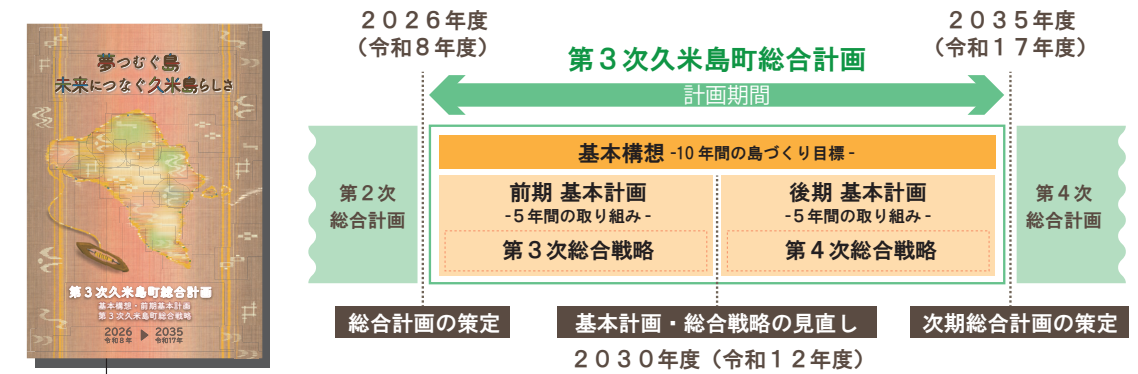 夢つむぐ島
未来につなぐ久米島らしさ
第3次久米島町総合計画
基本構想・前期基本計画
第3次久米島町総合戦略
2026 ▶ 2035
令和8年 令和17年
２０２６年度
（令和８年度）
２０３５年度
（令和１７年度）
第３次久米島町総合計画
計画期間
第２次
総合計画
基本構想 -10年間の島づくり目標-
前期 基本計画
-５年間の取り組み-
第３次総合戦略
後期 基本計画
-５年間の取り組み-
第４次総合戦略
第４次
総合計画
総合計画の策定
基本計画・総合戦略の見直し
次期総合計画の策定
２０３０年度（令和１２年度）